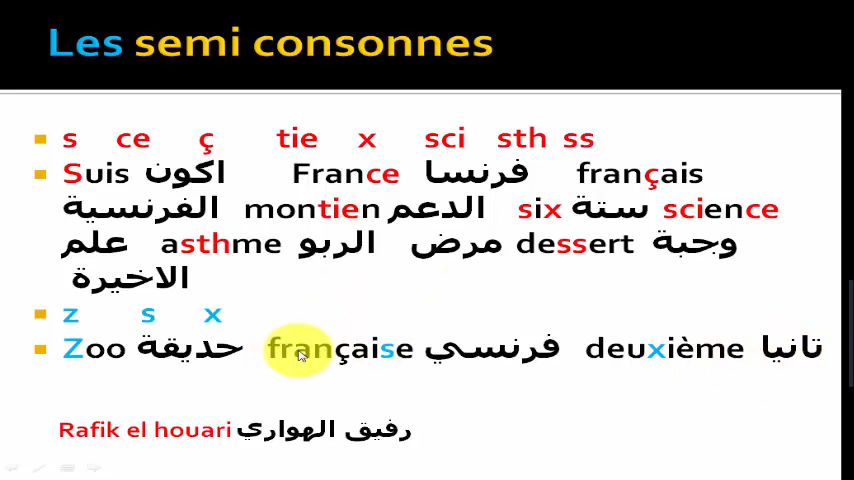 Les semi consonnes
s ce ç tie x sci sth ss
Suis اكون France فرنسا français
الفرنسية montien الدعم six ستة science
علم asthme مرض الربو dessert وجبة
الاخيرة
z s x
Zoo حديقة française فرنسي deuxième تانيا
Rafik el houari رفيق الهواري